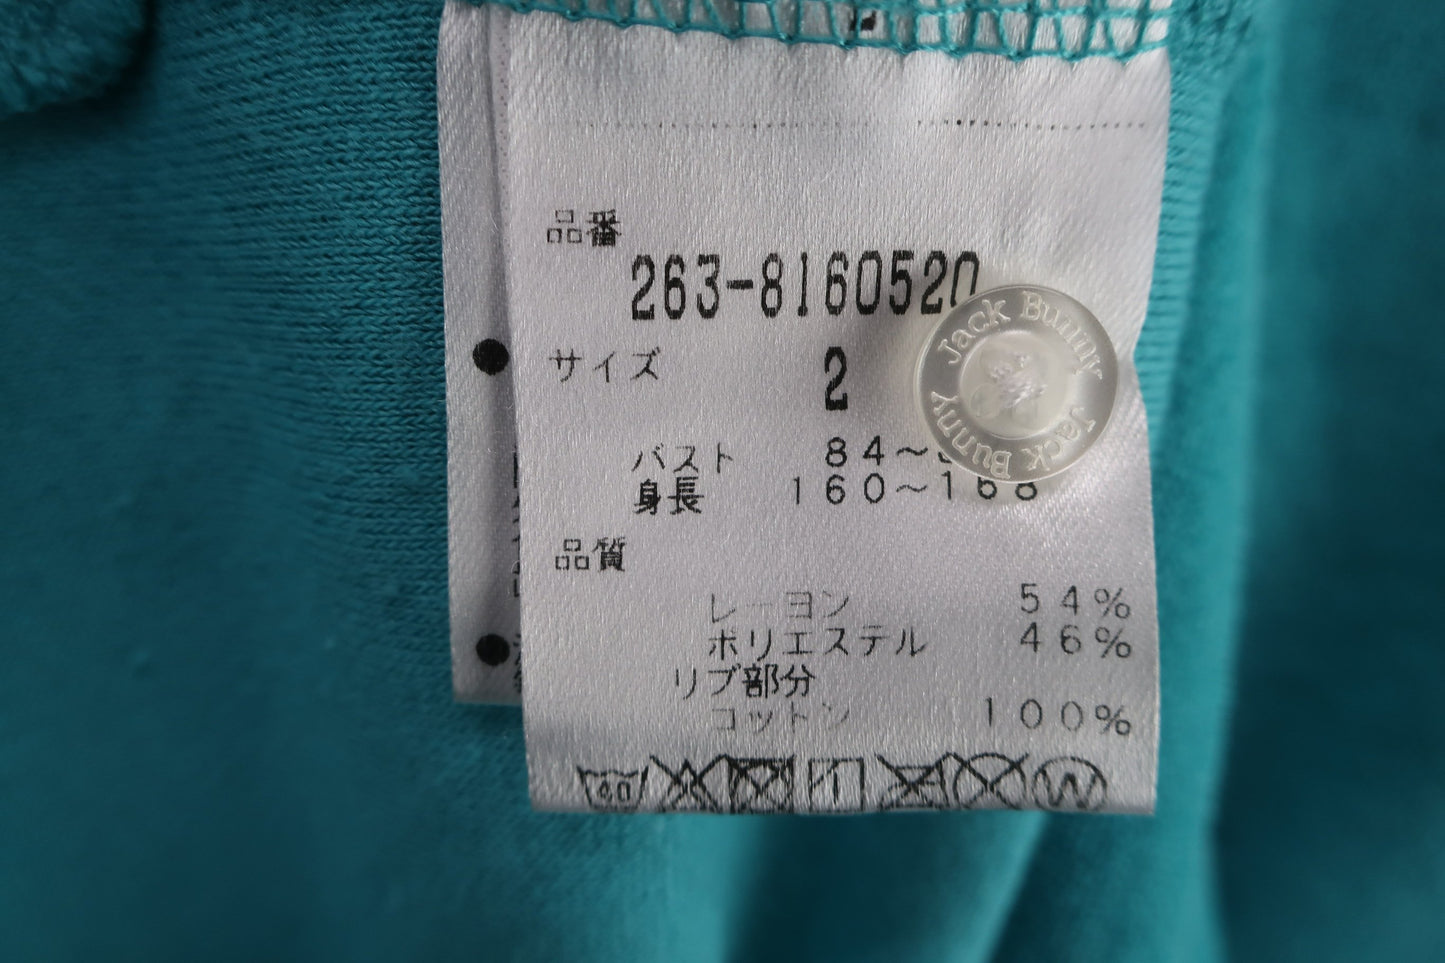 品番
263-8160520
サイズ 2
バスト 84～
身長 160～168
品質
レーヨン 54%
ポリエステル 46%
リブ部分
コットン 100%
40
W
Jack Bunny
Jack Bunny